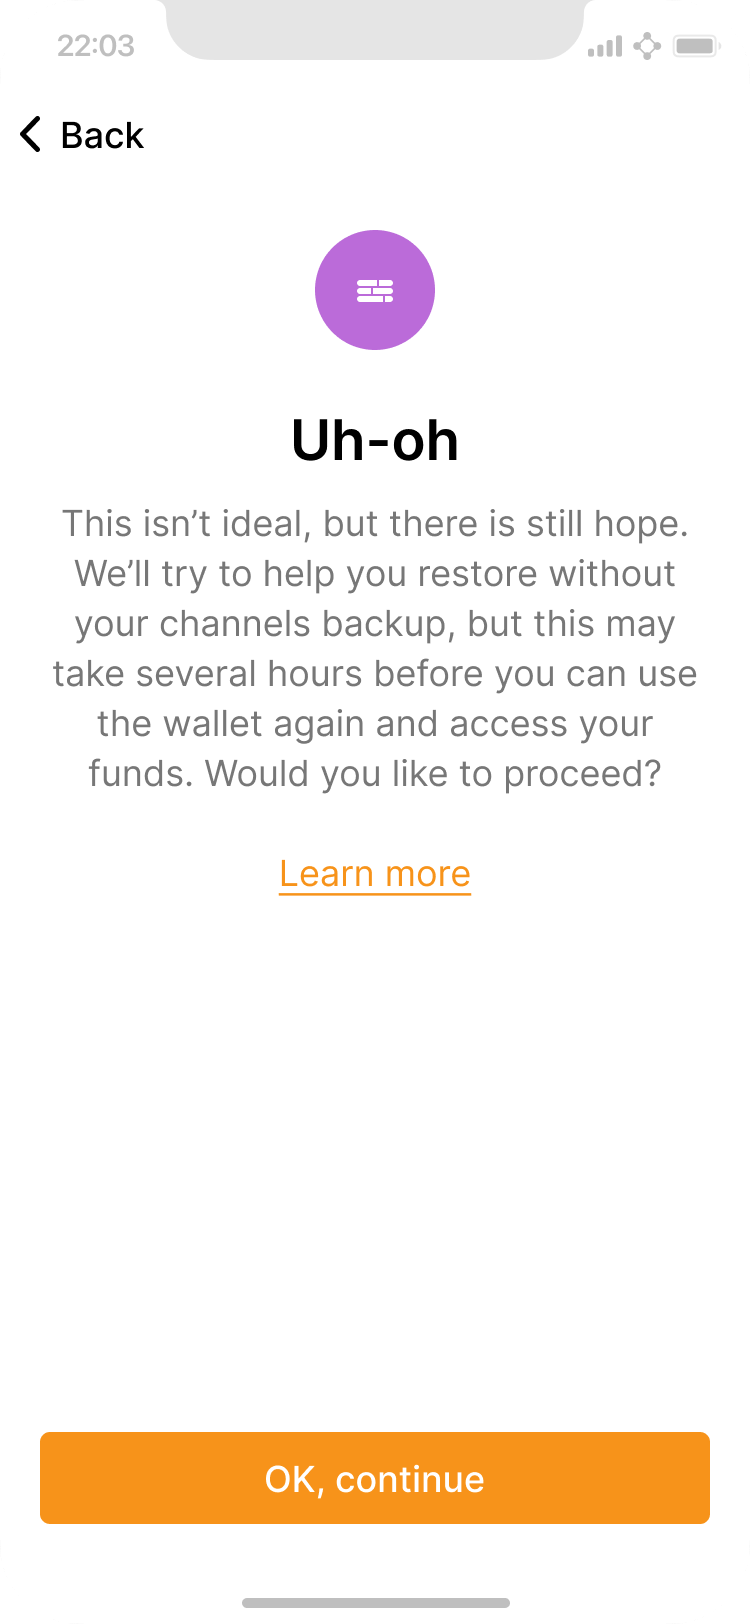 22:03
Back
Uh-oh
This isn’t ideal, but there is still hope.
We’ll try to help you restore without
your channels backup, but this may
take several hours before you can use
the wallet again and access your
funds. Would you like to proceed?
Learn more
OK, continue